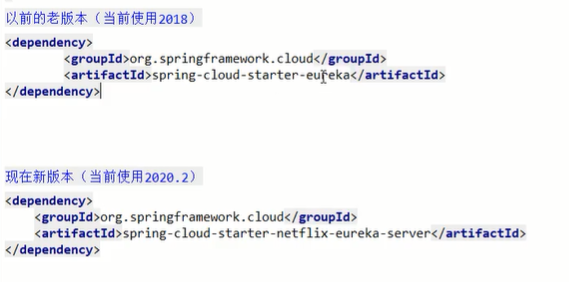 以前的老版本（当前使用2018）
<dependency>
<groupId>org.springframework.cloud</groupId>
<artifactId>spring-cloud-starter-eureka</artifactId>
</dependency>
现在新版本（当前使用2020.2）
<dependency>
<groupId>org.springframework.cloud</groupId>
<artifactId>spring-cloud-starter-netflix-eureka-server</artifactId>
</dependency>